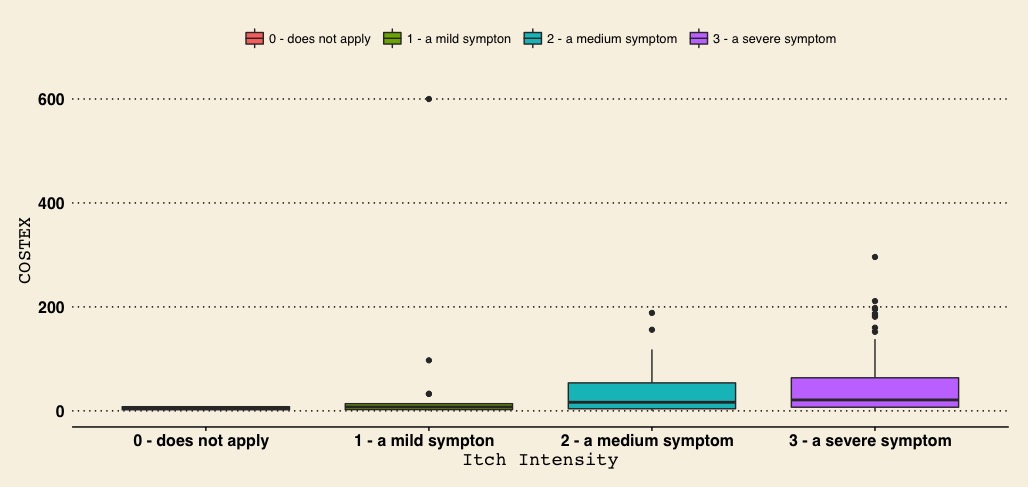 0 - does not apply 1 - a mild sympton 2 - a medium symptom 3 - a severe symptom
600
400
200
0
COSTEX
0 - does not apply 1 - a mild sympton 2 - a medium symptom 3 - a severe symptom
Itch Intensity